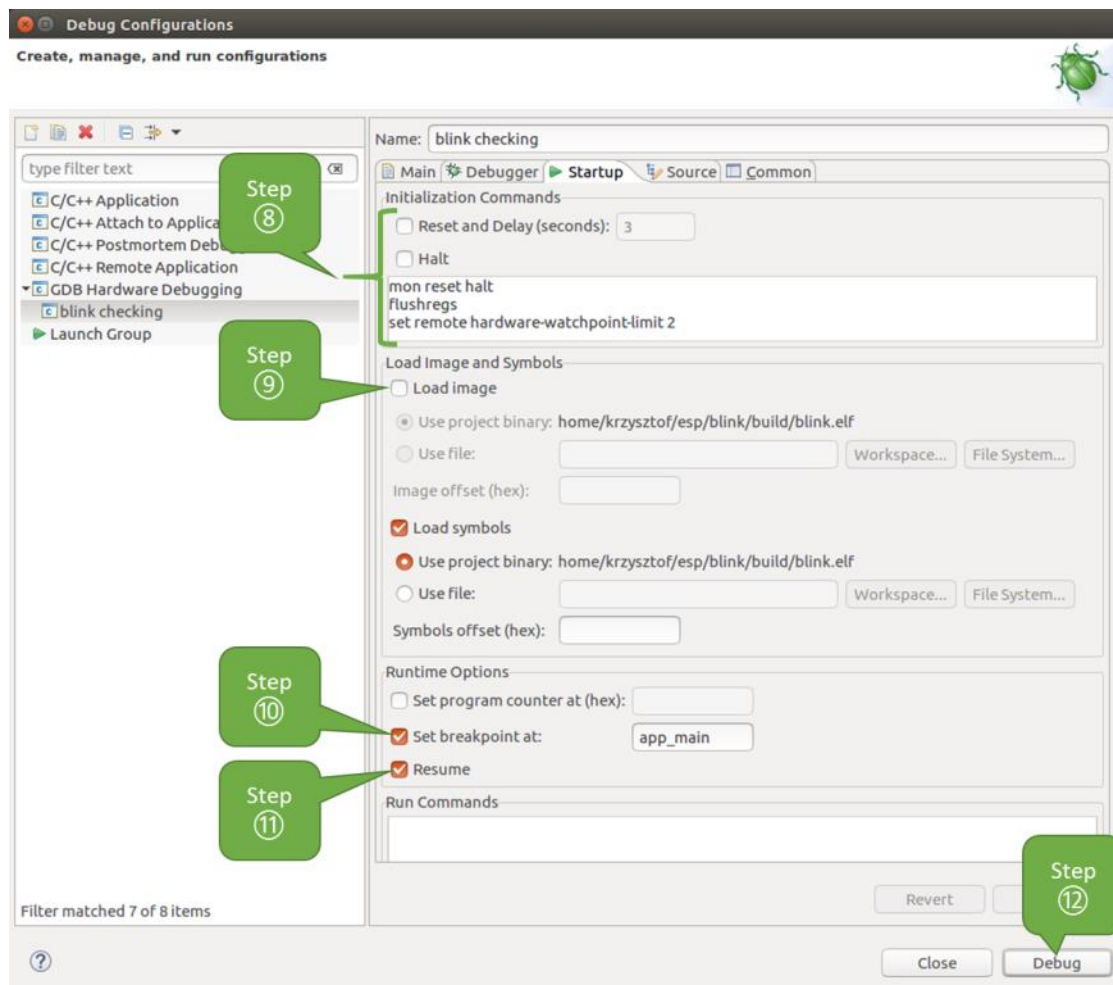 Debug Configurations
Create, manage, and run configurations
type filter text
C/C++ Application
C/C++ Attach to Applica
C/C++ Postmortem Debugg
C/C++ Remote Application
GDB Hardware Debugging
blink checking
Launch Group
Filter matched 7 of 8 items
Name: blink checking
Main Debugger Startup Source Common
Initialization Commands
Reset and Delay (seconds): 3
Halt
mon reset halt
flushregs
set remote hardware-watchpoint-limit 2
Load Image and Symbols
Load image
Use project binary: home/krzysztof/esp/blink/build/blink.elf
Use file: Workspace... File System...
Image offset (hex):
Load symbols
Use project binary: home/krzysztof/esp/blink/build/blink.elf
Use file: Workspace... File System...
Symbols offset (hex):
Runtime Options
Set program counter at (hex):
Set breakpoint at: app_main
Resume
Run Commands
Revert
Close Debug
Step
⑧
Step
⑨
Step
⑩
Step
⑪
Step
⑫